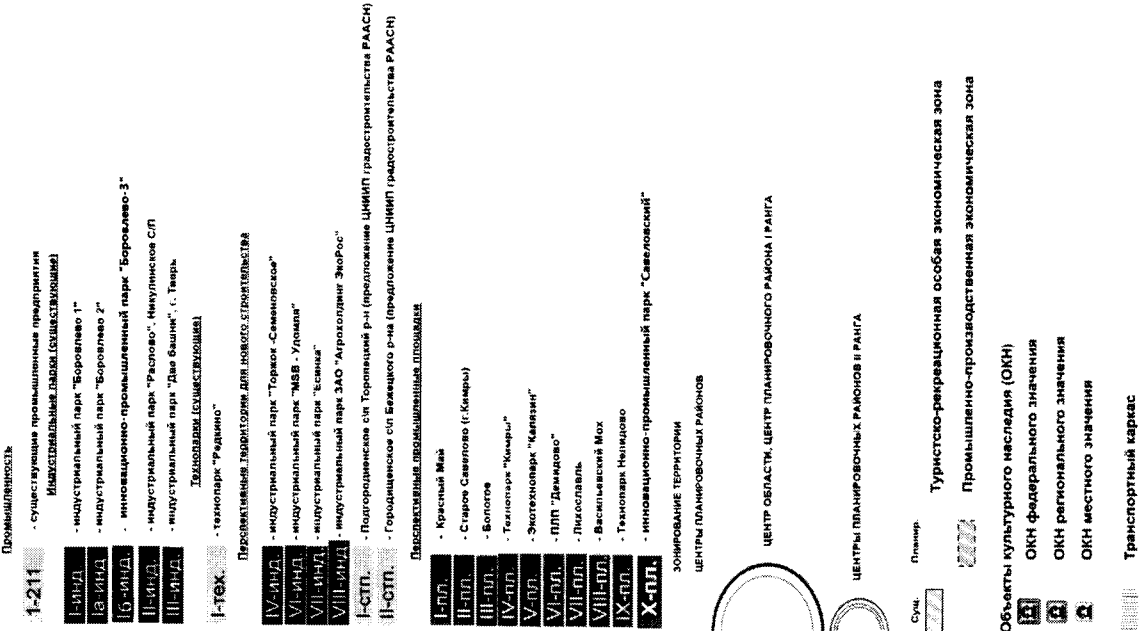 Промышленность
1-211 - существующие промышленные предприятия
Индустриальные парки (существующие)
I-инд. - индустриальный парк "Боровлево 1"
Iа-инд. - индустриальный парк "Боровлево 2"
Iб-инд. - инновационно-промышленный парк "Боровлево-3"
II-инд. - индустриальный парк "Раслово", Никулинское С/П
III-инд. - индустриальный парк "Две башни", г. Тверь
Технопарки (существующие)
I-тех. - технопарк "Редкино"
Перспективные территории для нового строительства
IV-инд. - индустриальный парк "Торжок -Семеновское"
VI-инд. - индустриальный парк "MSB - Удомля"
VII-инд. - индустриальный парк "Есинка"
VIII-инд. - индустриальный парк ЗАО "Агрохолдинг ЭкоРос"
I-стп. - Подгородненское с\п Торопецкий р-н (предложение ЦНИИП градостроительства РААСН)
II-стп. - Городищенское с\п Бежецкого р-на (предложение ЦНИИП градостроительства РААСН)
Перспективные промышленные площадки
I-пл. - Красный Май
II-пл. - Старое Савелово (г.Кимры)
III-пл. - Бологое
IV-пл. - Технопарк "Кимры"
V-пл. - Экотехнопарк "Калязин"
VI-пл. - ПЛП "Демидово"
VII-пл. - Лихославль
VIII-пл. - Васильевский Мох
IX-пл. - Технопарк Нелидово
X-пл. - инновационно-промышленный парк "Савеловский"
ЗОНИРОВАНИЕ ТЕРРИТОРИИ
ЦЕНТРЫ ПЛАНИРОВОЧНЫХ РАЙОНОВ
ЦЕНТР ОБЛАСТИ, ЦЕНТР ПЛАНИРОВОЧНОГО РАЙОНА I РАНГА
ЦЕНТРЫ ПЛАНИРОВОЧНЫХ РАЙОНОВ II РАНГА
Сущ. Планир.
Туристско-рекреационная особая экономическая зона
Промышленно-производственная экономическая зона
Объекты культурного наследия (ОКН)
ОКН федерального значения
ОКН регионального значения
ОКН местного значения
Транспортный каркас